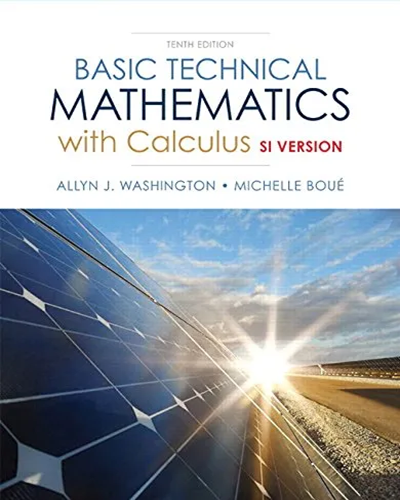 TENTH EDITION
BASIC TECHNICAL
MATHEMATICS
with Calculus SI VERSION
ALLYN J. WASHINGTON • MICHELLE BOUÉ